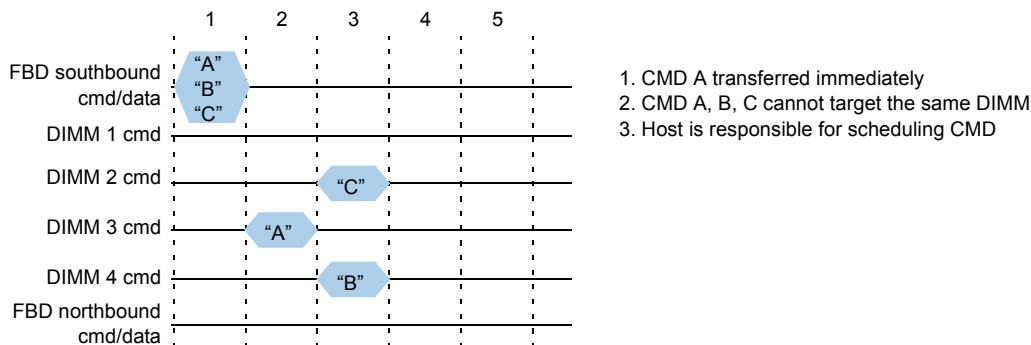 1 2 3 4 5
FBD southbound
cmd/data
“A”
“B”
“C”
DIMM 1 cmd
DIMM 2 cmd
“C”
DIMM 3 cmd
“A”
DIMM 4 cmd
“B”
FBD northbound
cmd/data
1. CMD A transferred immediately
2. CMD A, B, C cannot target the same DIMM
3. Host is responsible for scheduling CMD